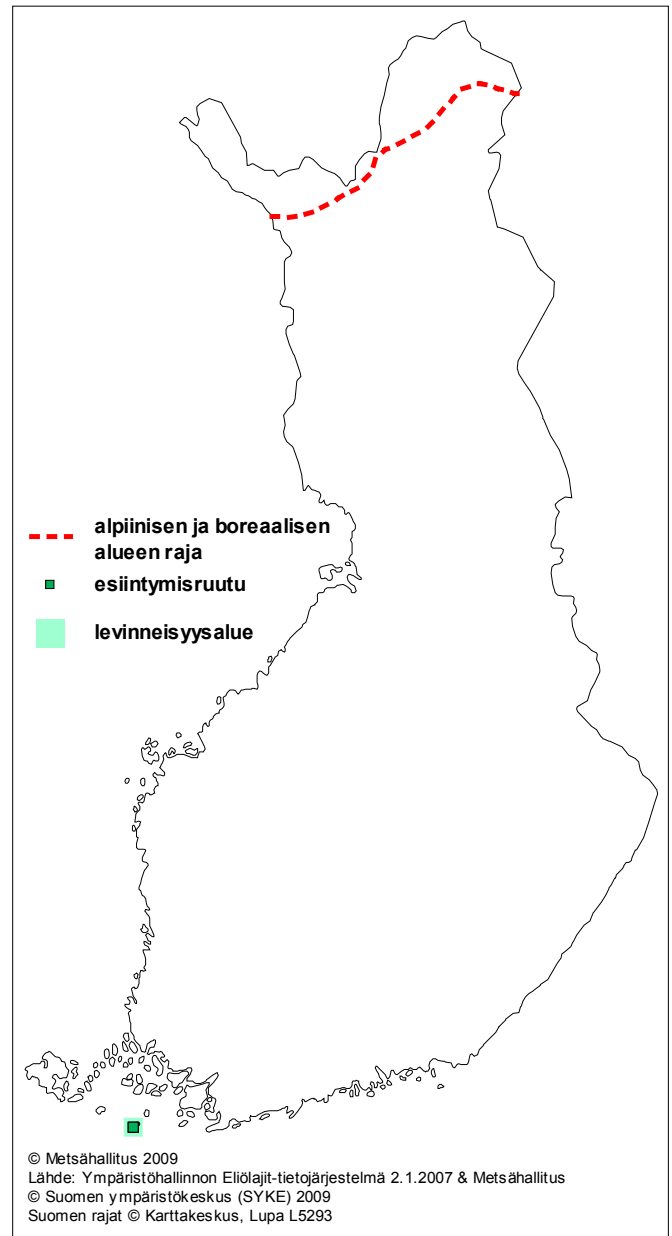 alpiinisen ja boreaalisen
alueen raja
esiintymisruutu
levinneisyysalue
© Metsähallitus 2009
Lähde: Ympäristöhallinnon Eliölajit-tietojärjestelmä 2.1.2007 & Metsähallitus
© Suomen ympäristökeskus (SYKE) 2009
Suomen rajat © Karttakeskus, Lupa L5293